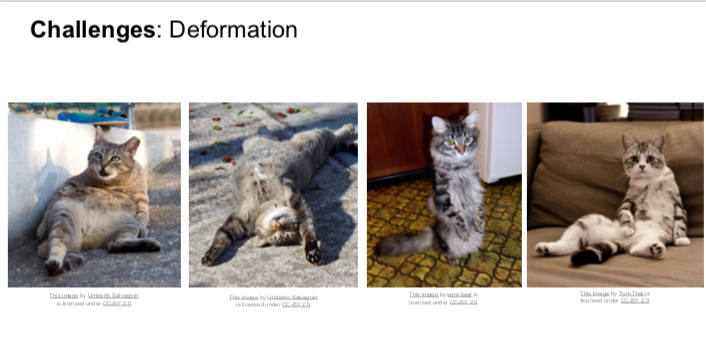 Challenges: Deformation
This image by Umberto Salvagnin
is licensed under CC-BY 2.0
This image by Umberto Salvagnin
is licensed under CC-BY 2.0
This image by sare bear is
licensed under CC-BY 2.0
This image by Tom Thai is
licensed under CC-BY 2.0